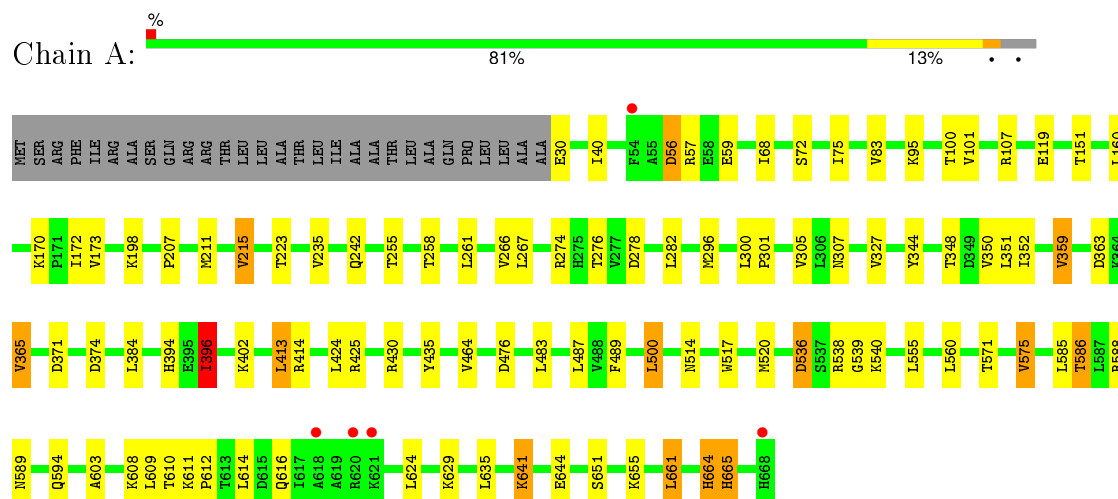 %
Chain A:
81%
13%
• •
MET SER ARG PHE ILE ARG ALA SER GLN ARG ARG THR LEU LEU ALA THR LEU ILE ALA ALA THR LEU ALA GLN PRO LEU LEU ALA ALA E30 I40 F54 A55 D56 R57 E58 E59 I68 S72 I75 V83 K95 T100 V101 R107 E119 T151 L160
K170 P171 I172 V173 K198 P207 M211 V215 T223 V235 Q242 T255 T258 L261 V266 L267 R274 H275 T276 V277 D278 L282 M296 L300 P301 V305 L306 N307 V327 Y344 T348 D349 V350 L351 I352 V359 D363 K364
V365 D371 D374 L384 H394 E395 I396 K402 L413 R414 L424 R425 R430 Y435 V464 D476 L483 L487 V488 F489 L500 N514 W517 M520 D536 S537 R538 G539 K540 L555 L560 T571 V575 L585 T586 L587 R588
N589 Q594 A603 K608 L609 T610 K611 P612 T613 L614 D615 Q616 I617 A618 A619 R620 K621 L624 K629 L635 K641 E644 S651 K655 L661 H664 H665 H668